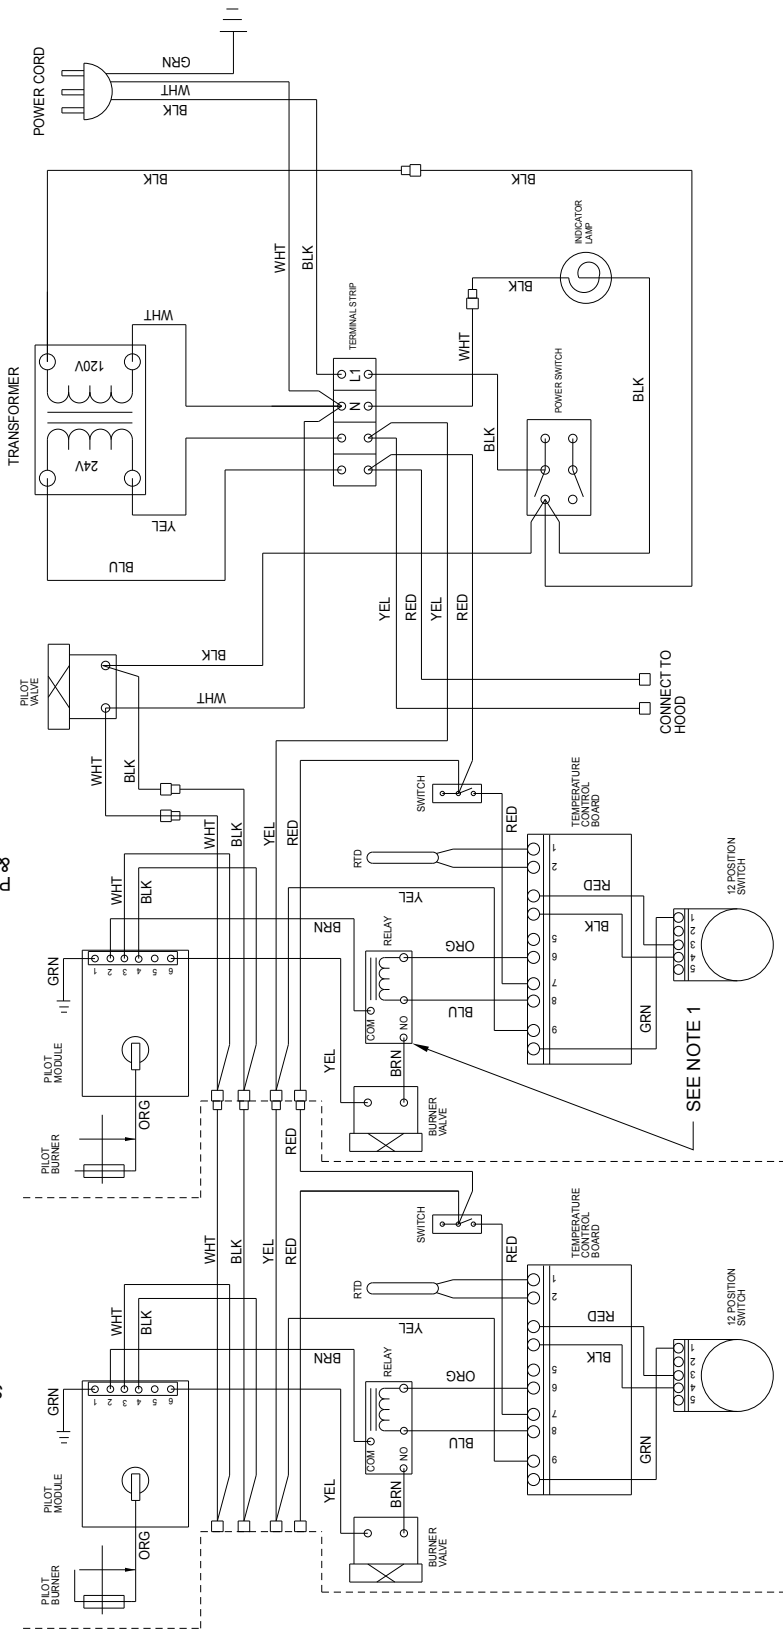 POWER CORD
GRN
WHT
BLK
BLK
BLK
TRANSFORMER
120V
24V
WHT
YEL
BLU
WHT
BLK
TERMINAL STRIP
L1
N
INDICATOR
LAMP
BLK
WHT
BLK
POWER SWITCH
BLK
PILOT
VALVE
BLK
WHT
WHT
BLK
YEL
RED
YEL
RED
CONNECT TO
HOOD
GRN
1
2
3
4
5
6
WHT
BLK
PILOT
MODULE
PILOT
BURNER
ORG
WHT
BLK
YEL
RED
BRN
YEL
RELAY
COM
NO
BRN
BURNER
VALVE
SWITCH
RED
RTD
YEL
ORG
BLU
TEMPERATURE
CONTROL
BOARD
1
2
5
6
7
8
9
RED
BLK
GRN
12 POSITION
SWITCH
1
2
3
4
5
SEE NOTE 1
GRN
1
2
3
4
5
6
WHT
BLK
PILOT
MODULE
PILOT
BURNER
ORG
WHT
BLK
YEL
RED
RED
BRN
YEL
RELAY
COM
NO
BRN
BURNER
VALVE
SWITCH
RED
RTD
YEL
ORG
BLU
TEMPERATURE
CONTROL
BOARD
1
2
5
6
7
8
9
RED
BLK
GRN
12 POSITION
SWITCH
1
2
3
4
5